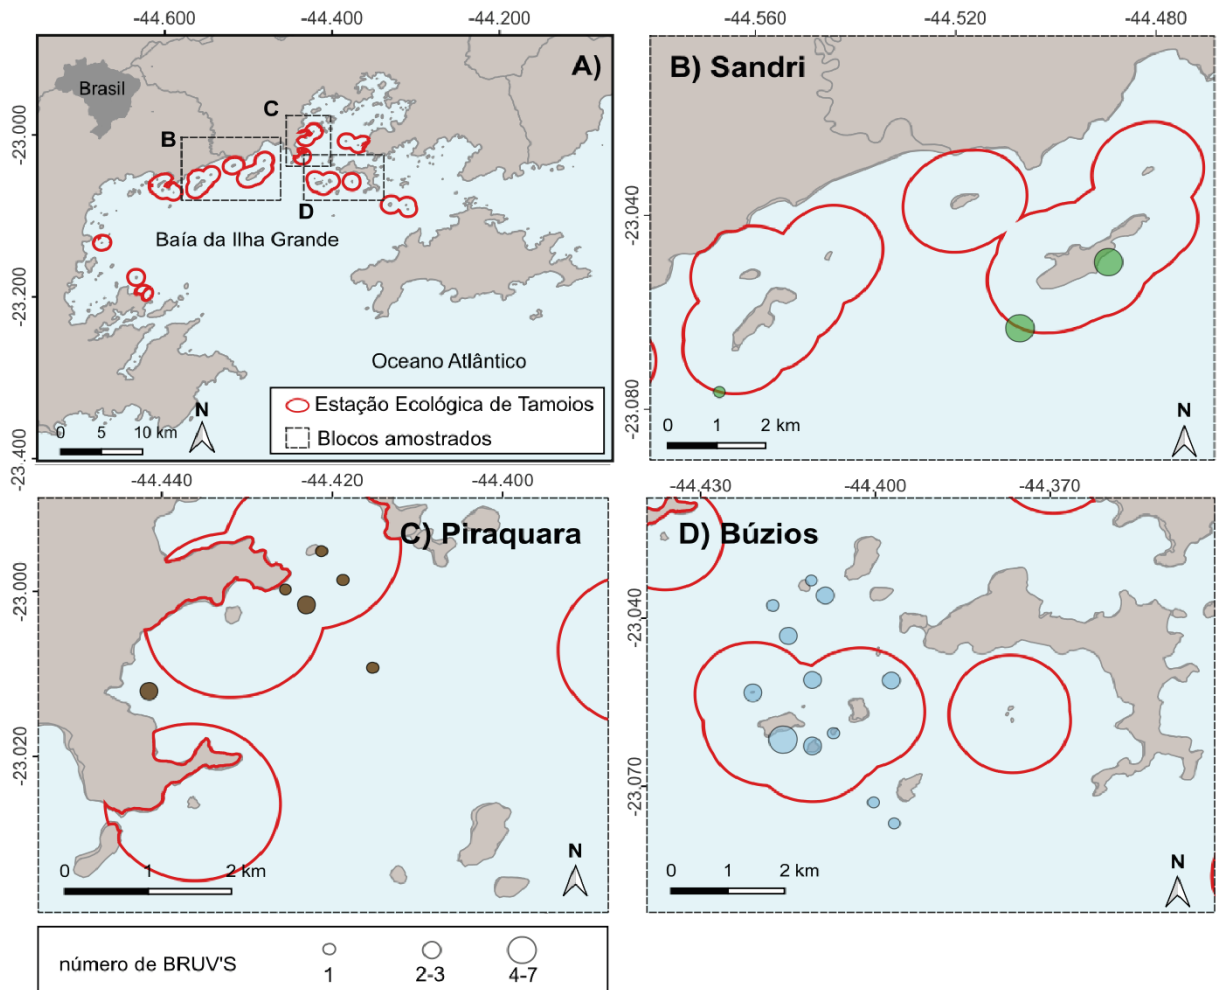 -44.600
-44.400
-44.200
-23.000
-23.200
-23.400
A)
Brasil
B
C
D
Baía da Ilha Grande
Oceano Atlântico
Estação Ecológica de Tamoios
Blocos amostrados
N
0 5 10 km
-44.560
-44.520
-44.480
B) Sandri
-23.040
-23.080
0 1 2 km
N
-44.440
-44.420
-44.400
C) Piraquara
-23.000
-23.020
0 1 2 km
N
-44.430
-44.400
-44.370
D) Búzios
-23.040
-23.070
0 1 2 km
N
número de BRUV'S
1
2-3
4-7